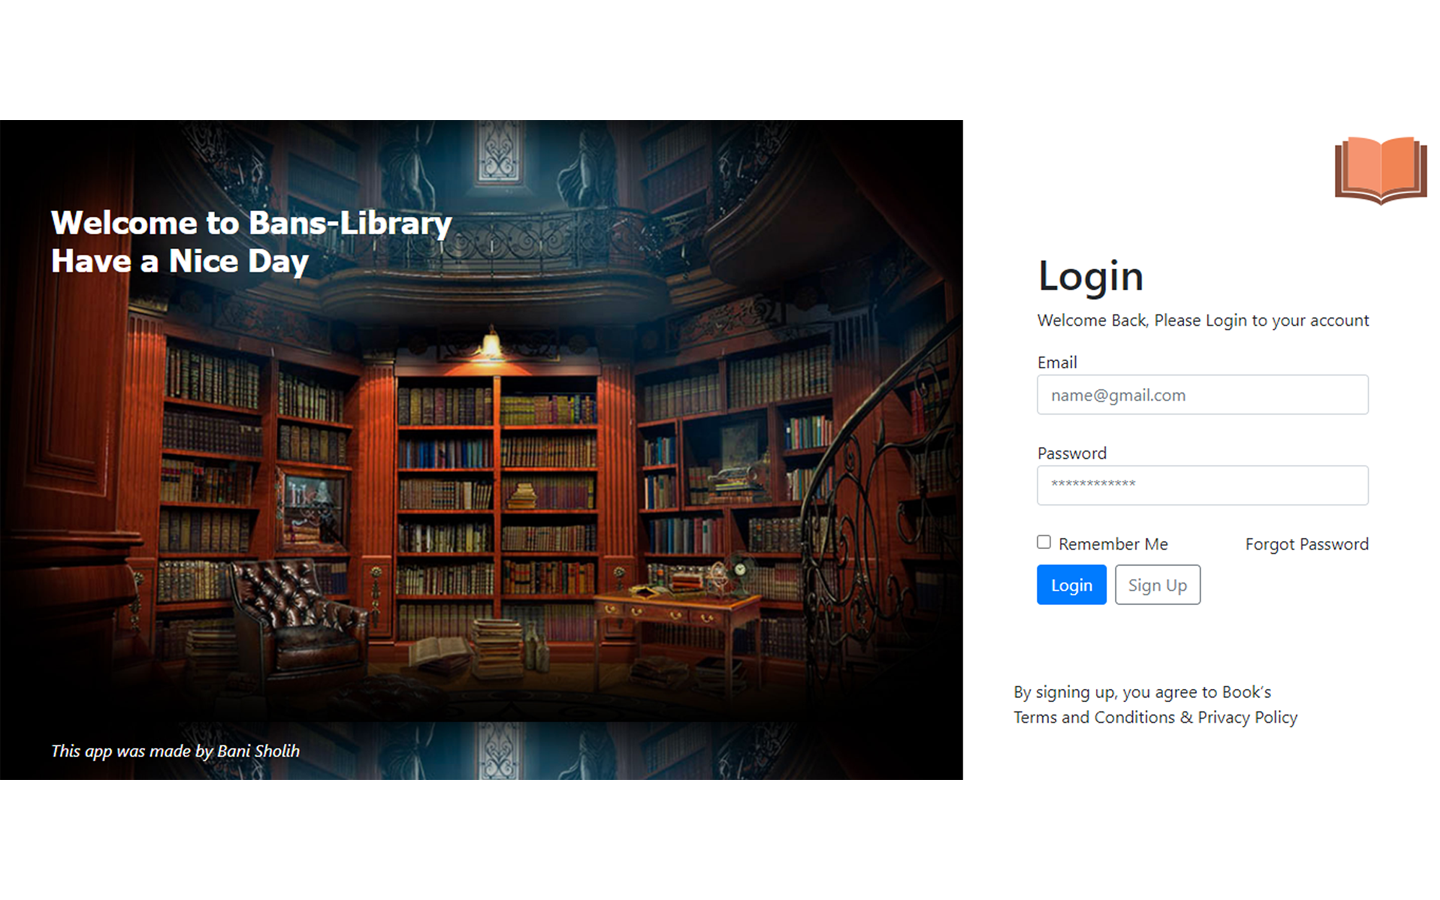 Welcome to Bans-Library
Have a Nice Day
This app was made by Bani Sholih
Login
Welcome Back, Please Login to your account
Email
name@gmail.com
Password
************
Remember Me
Forgot Password
Login
Sign Up
By signing up, you agree to Book’s
Terms and Conditions & Privacy Policy